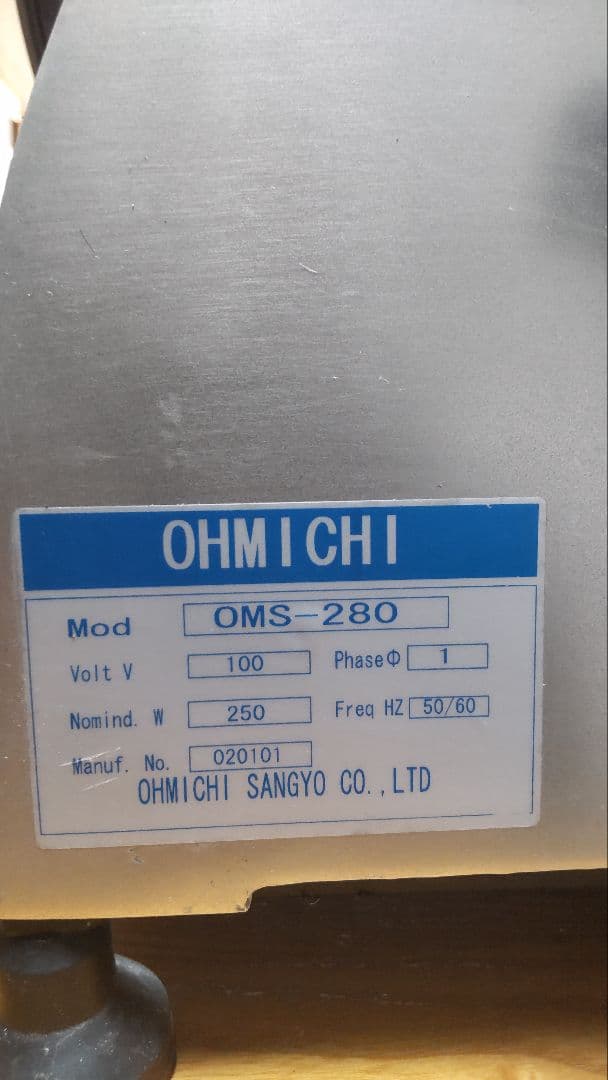 OHMICHI
Mod OMS-280
Volt V 100 PhaseΦ 1
Nomind. W 250 Freq HZ 50/60
Manuf. No. 020101
OHMICHI SANGYO CO.,LTD